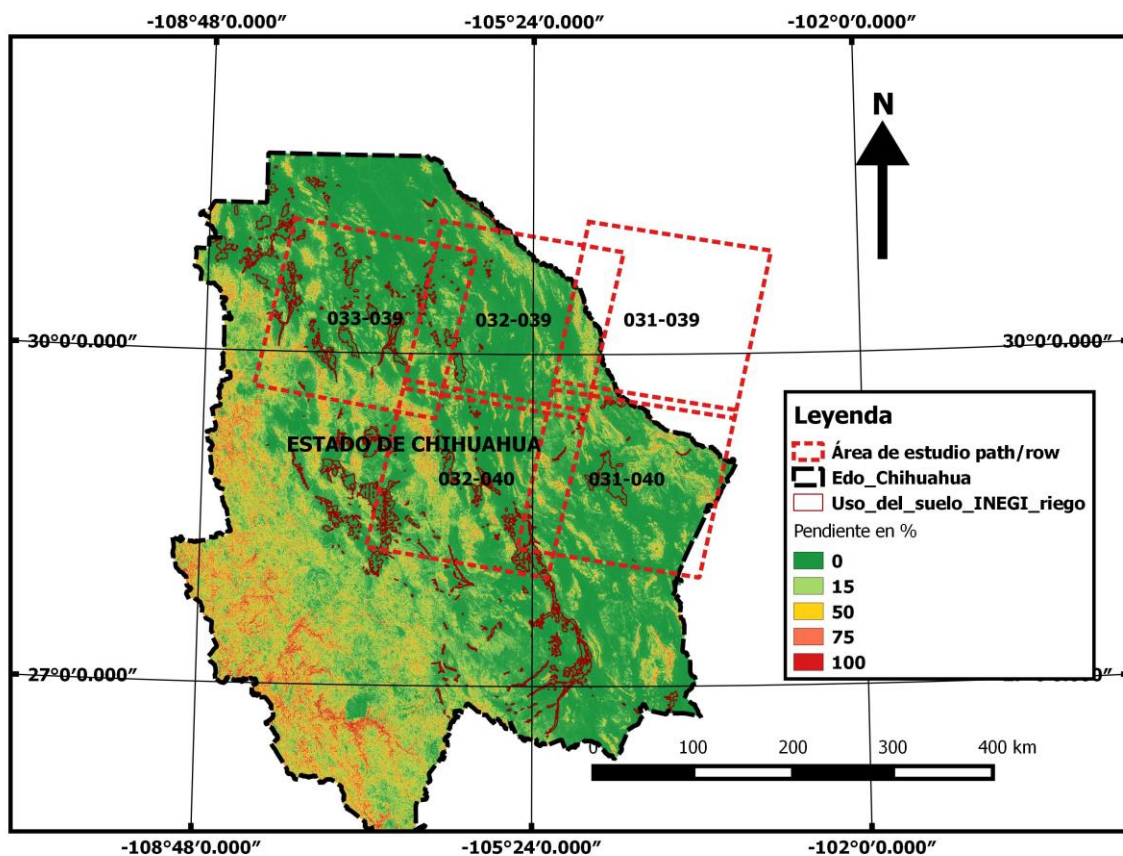 -108°48′0.000″ -105°24′0.000″ -102°0′0.000″
N
033-039 032-039 031-039
30°0′0.000″ 30°0′0.000″
ESTADO DE CHIHUAHUA
032-040 031-040
Leyenda
Área de estudio path/row
Edo_Chihuahua
Uso_del_suelo_INEGI_riego
Pendiente en %
0
15
50
75
100
27°0′0.000″
0 100 200 300 400 km
-108°48′0.000″ -105°24′0.000″ -102°0′0.000″